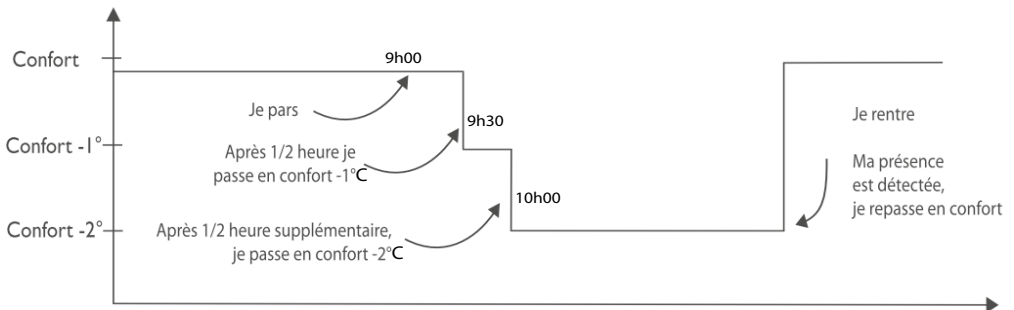 Confort
9h00
Je pars
9h30
Confort -1°
Après 1/2 heure je
passe en confort -1°C
Je rentre
Ma présence
est détectée,
je repasse en confort
10h00
Confort -2°
Après 1/2 heure supplémentaire,
je passe en confort -2°C